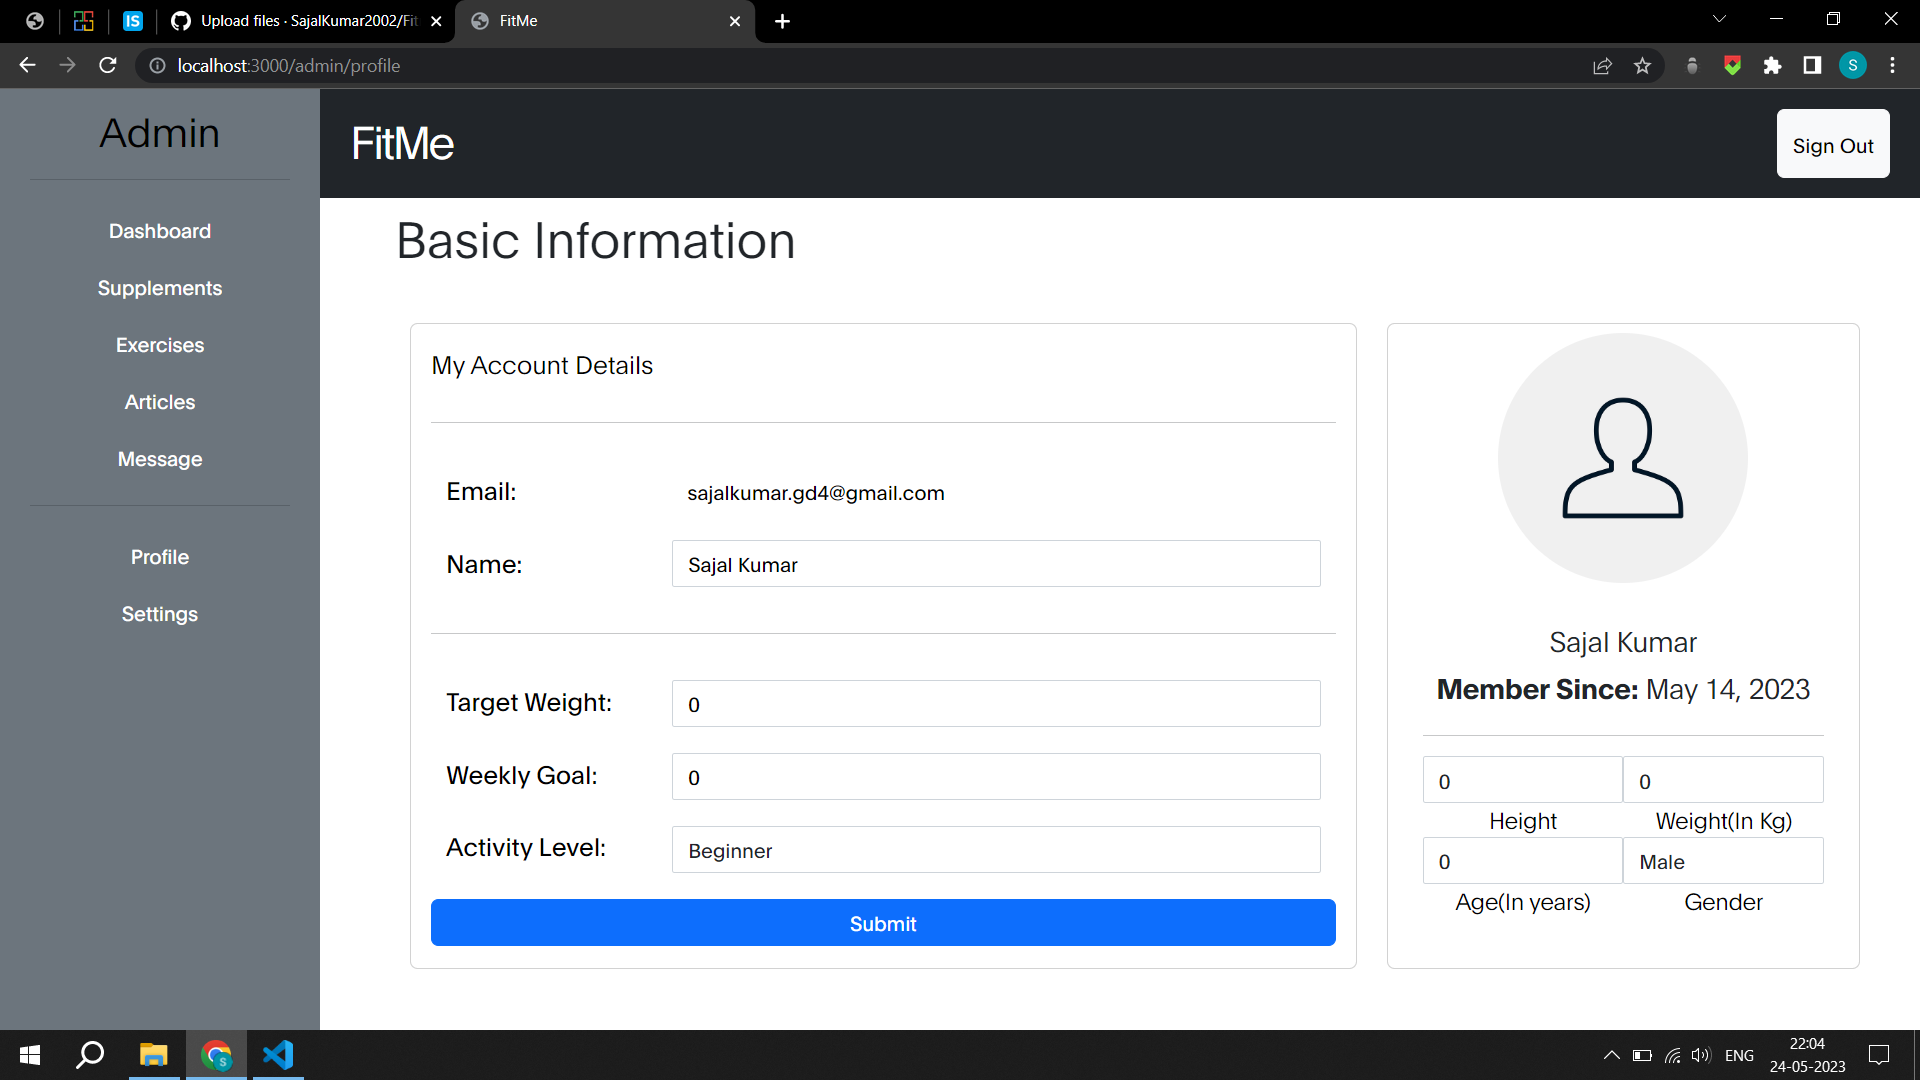 IS
Upload files · SajalKumar2002/Fit
FitMe
localhost:3000/admin/profile
S
Admin
Dashboard
Supplements
Exercises
Articles
Message
Profile
Settings
FitMe
Sign Out
Basic Information
My Account Details
Email: sajalkumar.gd4@gmail.com
Name: Sajal Kumar
Target Weight: 0
Weekly Goal: 0
Activity Level: Beginner
Submit
Sajal Kumar
Member Since: May 14, 2023
0 0
Height Weight(In Kg)
0 Male
Age(In years) Gender
S
ENG
22:04
24-05-2023